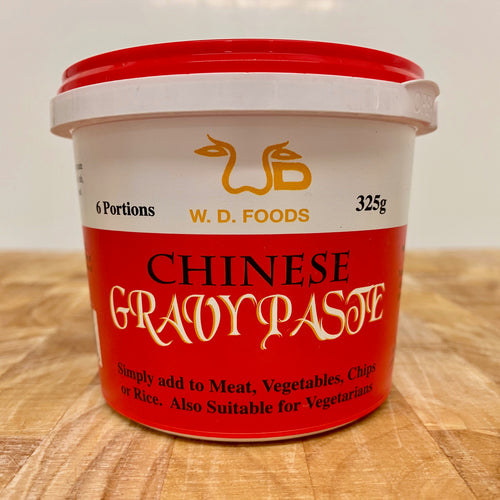 6 Portions
W. D. FOODS
325g
CHINESE
GRAVY PASTE
Simply add to Meat, Vegetables, Chips
or Rice. Also Suitable for Vegetarians